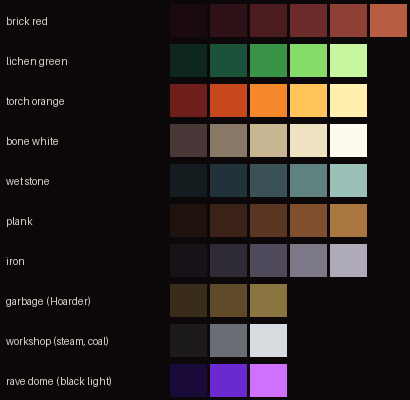 brick red
lichen green
torch orange
bone white
wet stone
plank
iron
garbage (Hoarder)
workshop (steam, coal)
rave dome (black light)